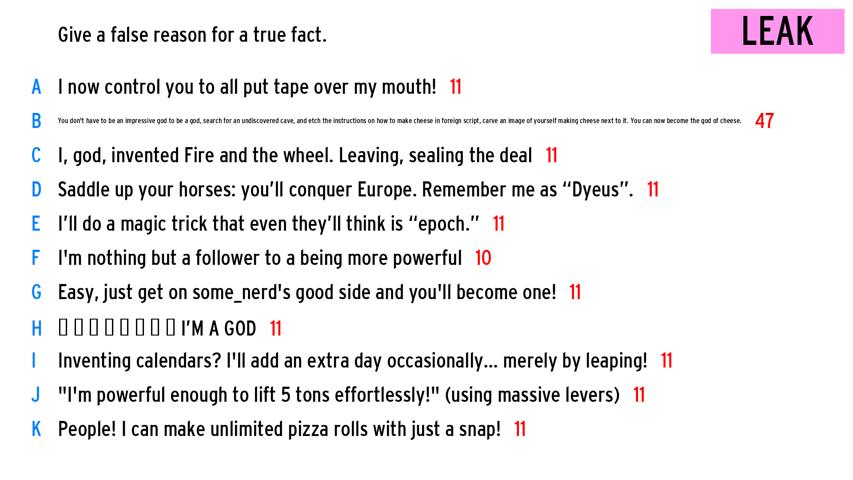 Give a false reason for a true fact.
LEAK
A I now control you to all put tape over my mouth! 11
B You don't have to be an impressive god to be a god, search for an undiscovered cave, and etch the instructions on how to make cheese in foreign script, carve an image of yourself making cheese next to it. You can now become the god of cheese. 47
C I, god, invented Fire and the wheel. Leaving, sealing the deal 11
D Saddle up your horses: you’ll conquer Europe. Remember me as “Dyeus”. 11
E I’ll do a magic trick that even they’ll think is “epoch.” 11
F I'm nothing but a follower to a being more powerful 10
G Easy, just get on some_nerd's good side and you'll become one! 11
H ▯ ▯ ▯ ▯ ▯ ▯ ▯ ▯ I’M A GOD 11
I Inventing calendars? I'll add an extra day occasionally... merely by leaping! 11
J "I'm powerful enough to lift 5 tons effortlessly!" (using massive levers) 11
K People! I can make unlimited pizza rolls with just a snap! 11